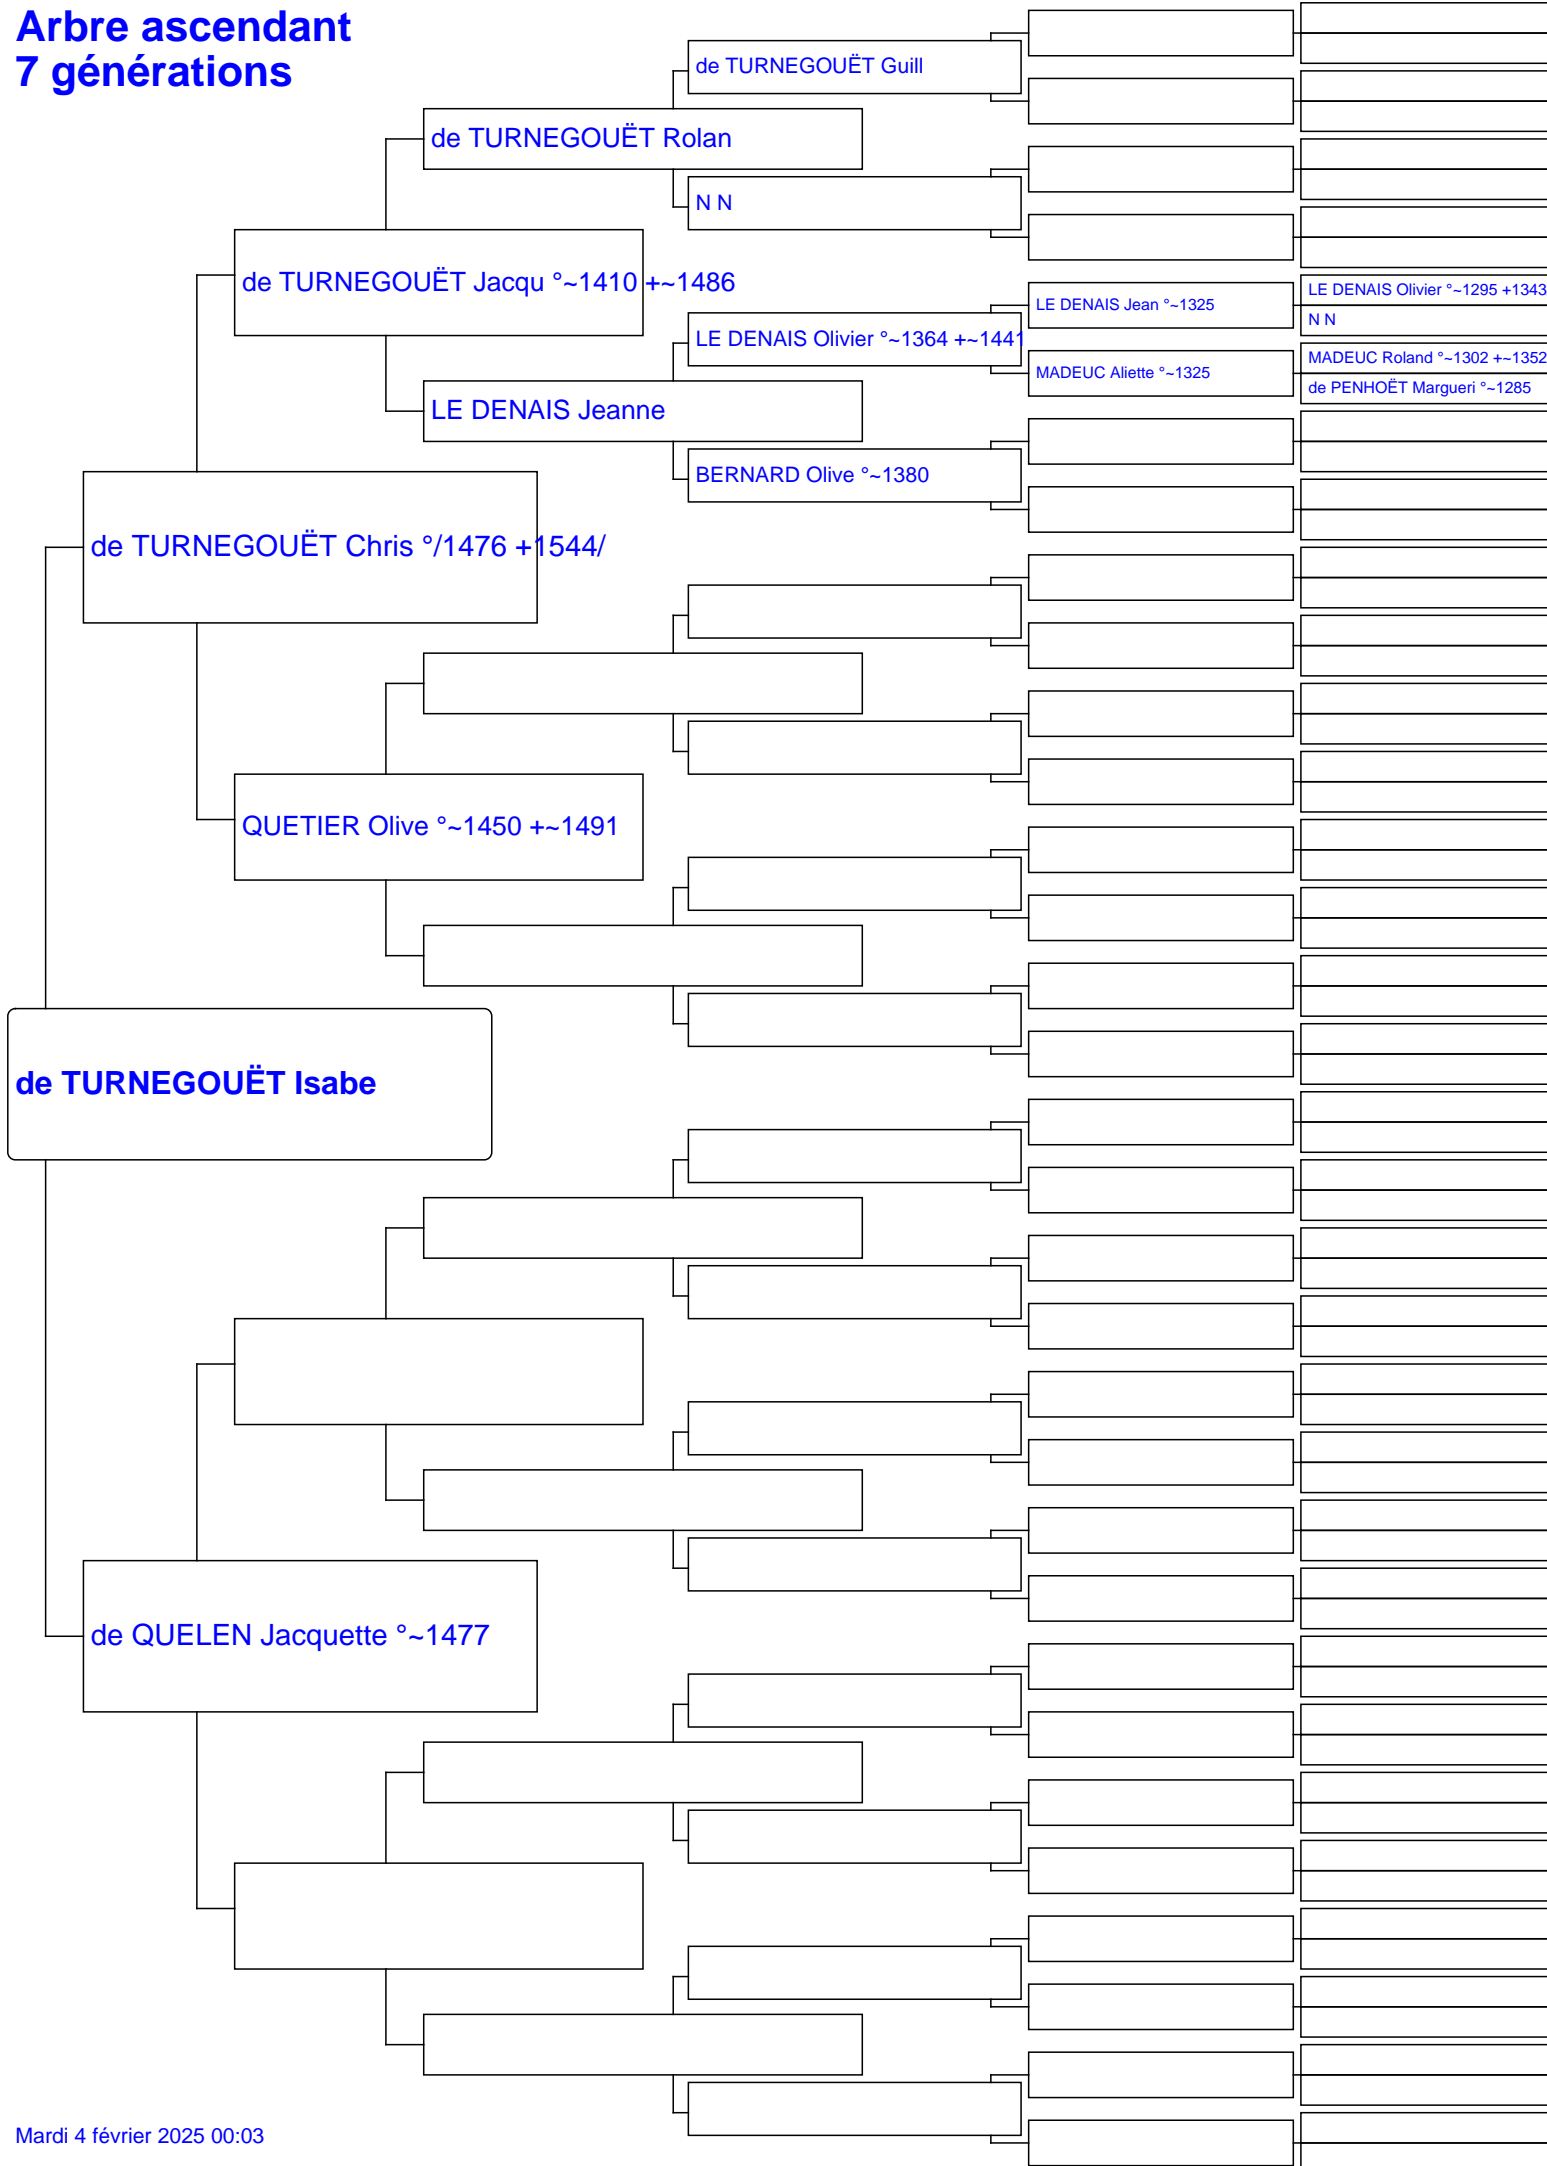 Arbre ascendant
7 générations
de TURNEGOUËT Guill
de TURNEGOUËT Rolan
N N
de TURNEGOUËT Jacqu °~1410 +~1486
LE DENAIS Olivier °~1295 +1343
LE DENAIS Jean °~1325
N N
LE DENAIS Olivier °~1364 +~1441
MADEUC Roland °~1302 +~1352
MADEUC Aliette °~1325
de PENHOËT Margueri °~1285
LE DENAIS Jeanne
BERNARD Olive °~1380
de TURNEGOUËT Chris °/1476 +1544/
QUETIER Olive °~1450 +~1491
de TURNEGOUËT Isabe
de QUELEN Jacquette °~1477
Mardi 4 février 2025 00:03